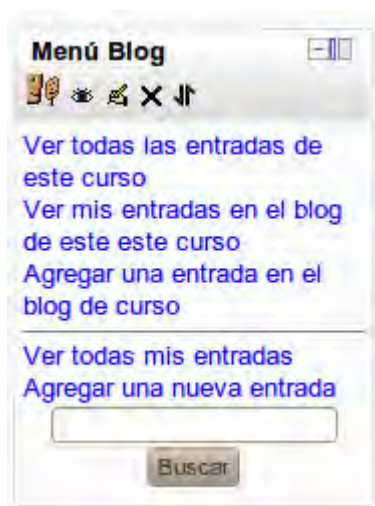 Menú Blog
Ver todas las entradas de
este curso
Ver mis entradas en el blog
de este este curso
Agregar una entrada en el
blog de curso
Ver todas mis entradas
Agregar una nueva entrada
Buscar